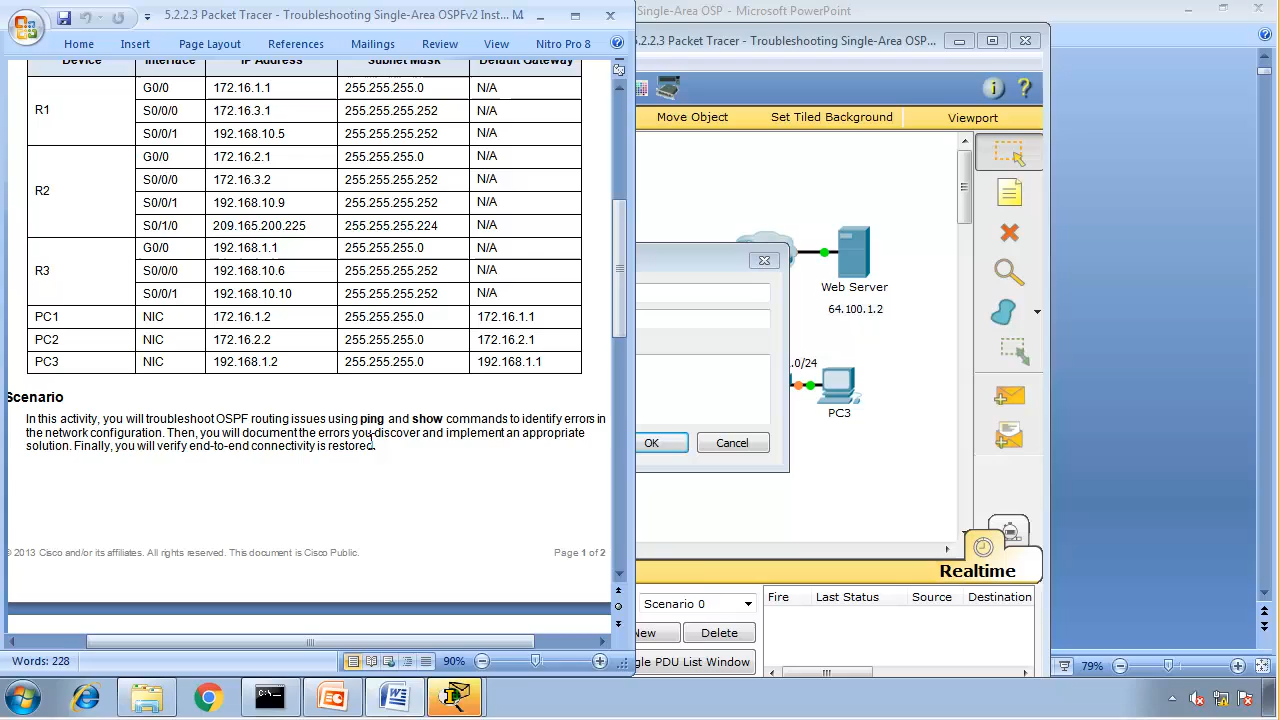 5.2.2.3 Packet Tracer - Troubleshooting Single-Area OSPFv2 Inst... M
Single-Area OSP - Microsoft PowerPoint
5.2.2.3 Packet Tracer - Troubleshooting Single-Area OSP...
Home Insert Page Layout References Mailings Review View Nitro Pro 8
Move Object Set Tiled Background Viewport
Device Interface IP Address Subnet Mask Default Gateway
R1 G0/0 172.16.1.1 255.255.255.0 N/A
S0/0/0 172.16.3.1 255.255.255.252 N/A
S0/0/1 192.168.10.5 255.255.255.252 N/A
R2 G0/0 172.16.2.1 255.255.255.0 N/A
S0/0/0 172.16.3.2 255.255.255.252 N/A
S0/0/1 192.168.10.9 255.255.255.252 N/A
S0/1/0 209.165.200.225 255.255.255.224 N/A
R3 G0/0 192.168.1.1 255.255.255.0 N/A
S0/0/0 192.168.10.6 255.255.255.252 N/A
S0/0/1 192.168.10.10 255.255.255.252 N/A
PC1 NIC 172.16.1.2 255.255.255.0 172.16.1.1
PC2 NIC 172.16.2.2 255.255.255.0 172.16.2.1
PC3 NIC 192.168.1.2 255.255.255.0 192.168.1.1
Scenario
In this activity, you will troubleshoot OSPF routing issues using ping and show commands to identify errors in
the network configuration. Then, you will document the errors you discover and implement an appropriate
solution. Finally, you will verify end-to-end connectivity is restored.
© 2013 Cisco and/or its affiliates. All rights reserved. This document is Cisco Public. Page 1 of 2
Words: 228 90%
Web Server
64.100.1.2
.0/24
PC3
OK Cancel
Realtime
Scenario 0
New Delete
gle PDU List Window
Fire Last Status Source Destination
79%